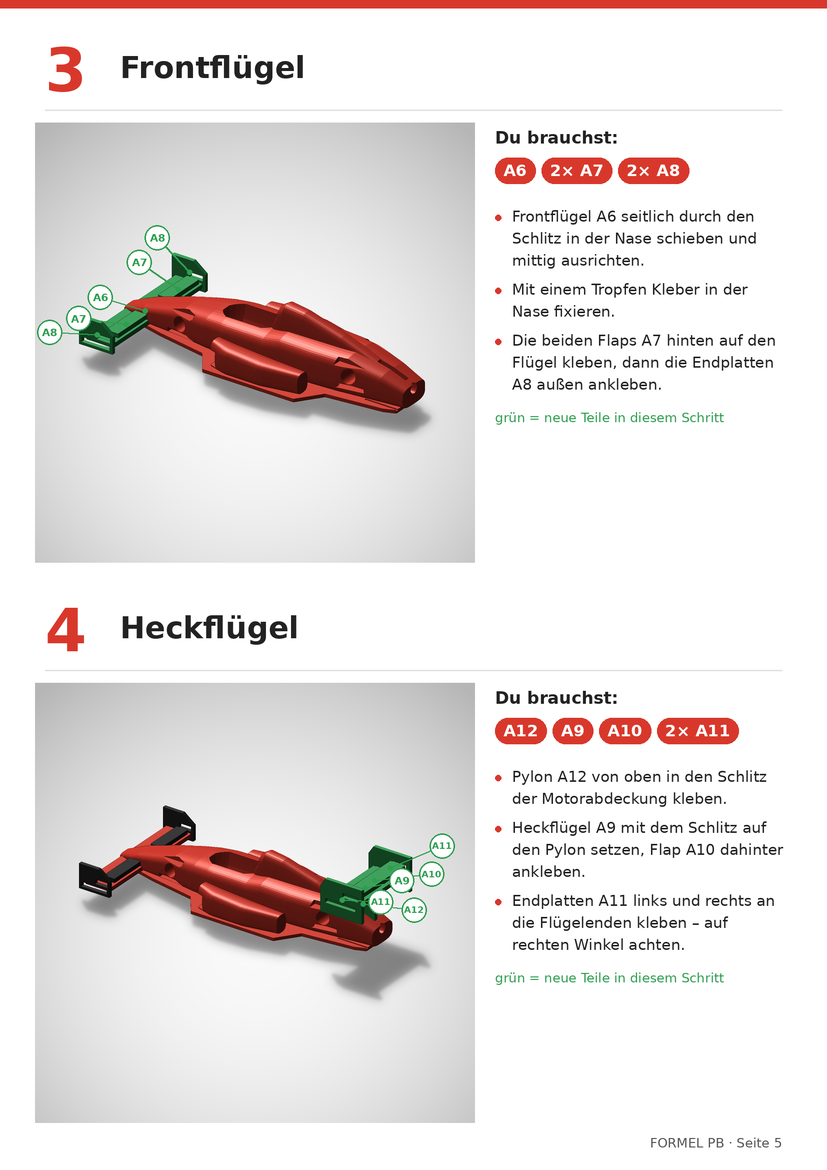 3 Frontflügel
A8
A7
A6
A7
A8
Du brauchst:
A6 2× A7 2× A8
Frontflügel A6 seitlich durch den
Schlitz in der Nase schieben und
mittig ausrichten.
Mit einem Tropfen Kleber in der
Nase fixieren.
Die beiden Flaps A7 hinten auf den
Flügel kleben, dann die Endplatten
A8 außen ankleben.
grün = neue Teile in diesem Schritt
4 Heckflügel
A11
A10
A9
A11
A12
Du brauchst:
A12 A9 A10 2× A11
Pylon A12 von oben in den Schlitz
der Motorabdeckung kleben.
Heckflügel A9 mit dem Schlitz auf
den Pylon setzen, Flap A10 dahinter
ankleben.
Endplatten A11 links und rechts an
die Flügelenden kleben – auf
rechten Winkel achten.
grün = neue Teile in diesem Schritt
FORMEL PB · Seite 5